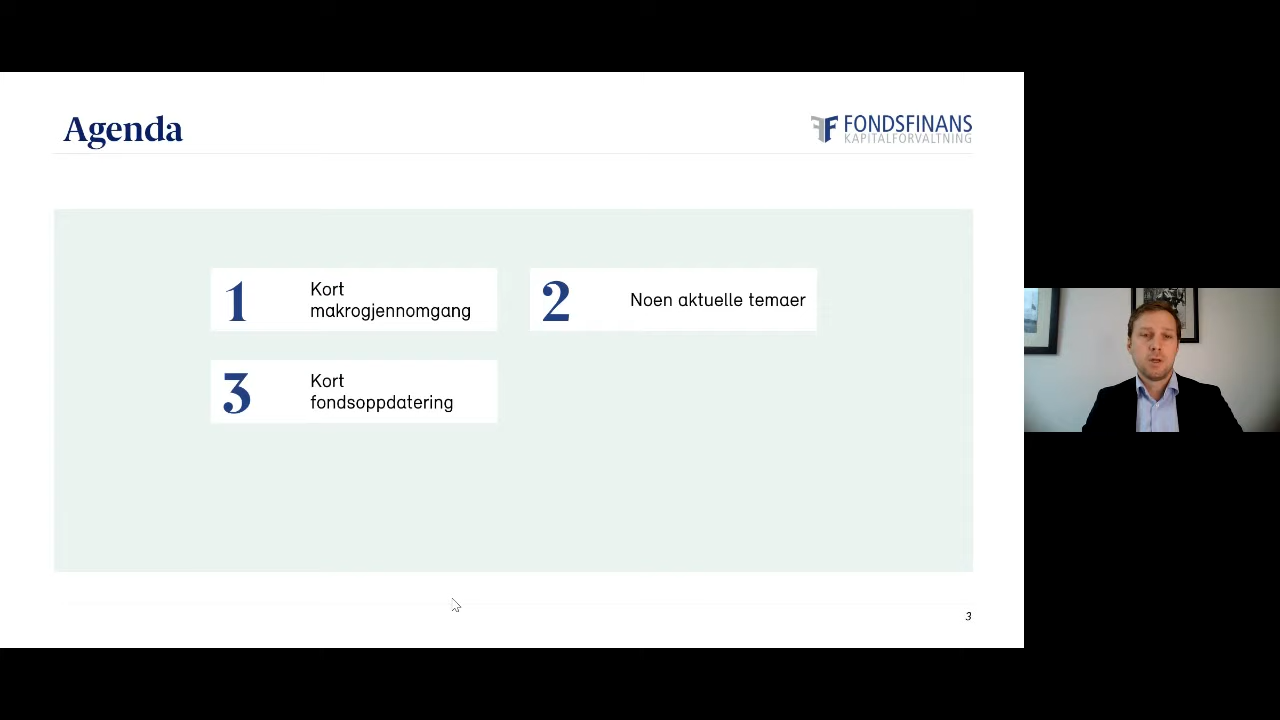 Agenda
FONDSFINANS
KAPITALFORVALTNING
1
Kort
makrogjennomgang
2
Noen aktuelle temaer
3
Kort
fondsoppdatering
3